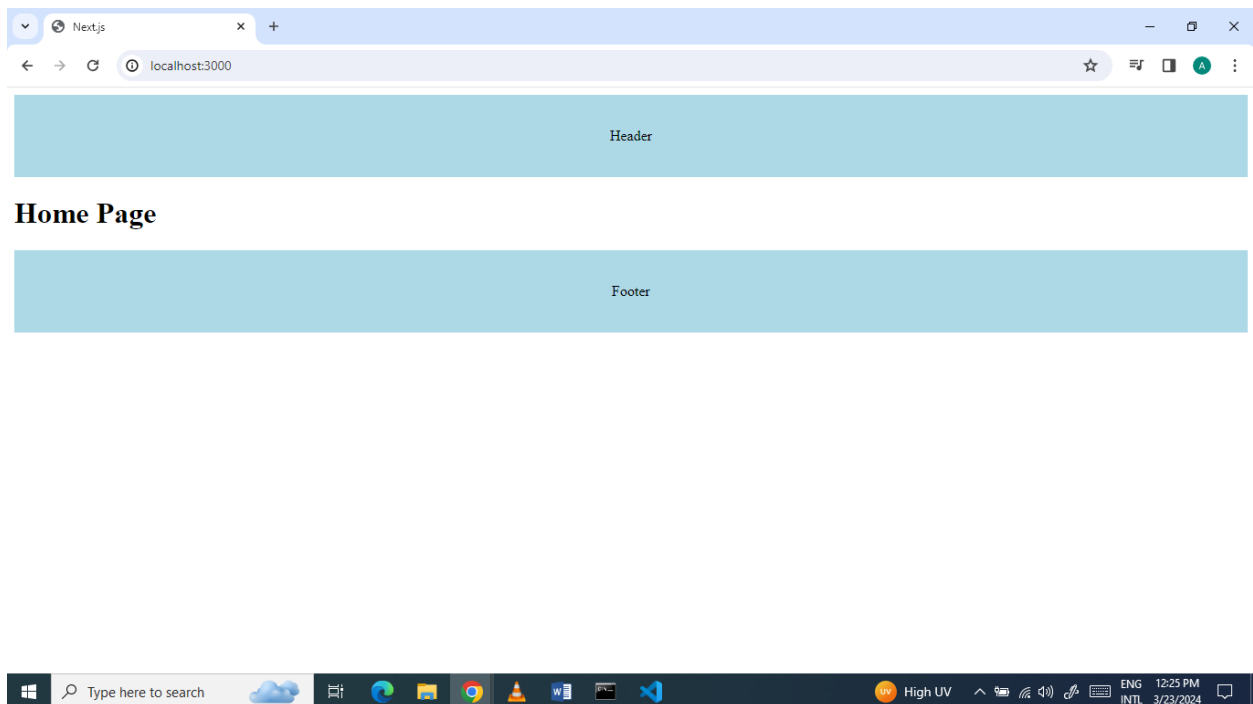 Next.js
localhost:3000
A
Header
Home Page
Footer
Type here to search
W
UV High UV
ENG 12:25 PM
INTL 3/23/2024